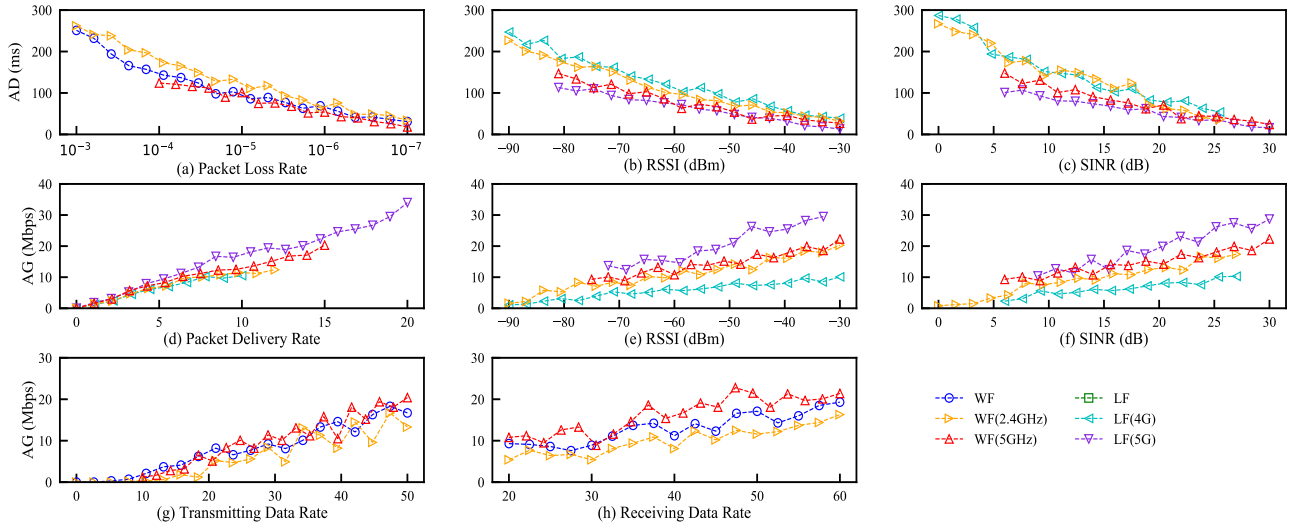 AD (ms)
300
200
100
0
10⁻³ 10⁻⁴ 10⁻⁵ 10⁻⁶ 10⁻⁷
(a) Packet Loss Rate
300
200
100
0
−90 −80 −70 −60 −50 −40 −30
(b) RSSI (dBm)
300
200
100
0
0 5 10 15 20 25 30
(c) SINR (dB)
AG (Mbps)
40
30
20
10
0
0 5 10 15 20
(d) Packet Delivery Rate
40
30
20
10
0
−90 −80 −70 −60 −50 −40 −30
(e) RSSI (dBm)
40
30
20
10
0
0 5 10 15 20 25 30
(f) SINR (dB)
AG (Mbps)
30
20
10
0
0 10 20 30 40 50
(g) Transmitting Data Rate
30
20
10
0
20 30 40 50 60
(h) Receiving Data Rate
WF
WF(2.4GHz)
WF(5GHz)
LF
LF(4G)
LF(5G)